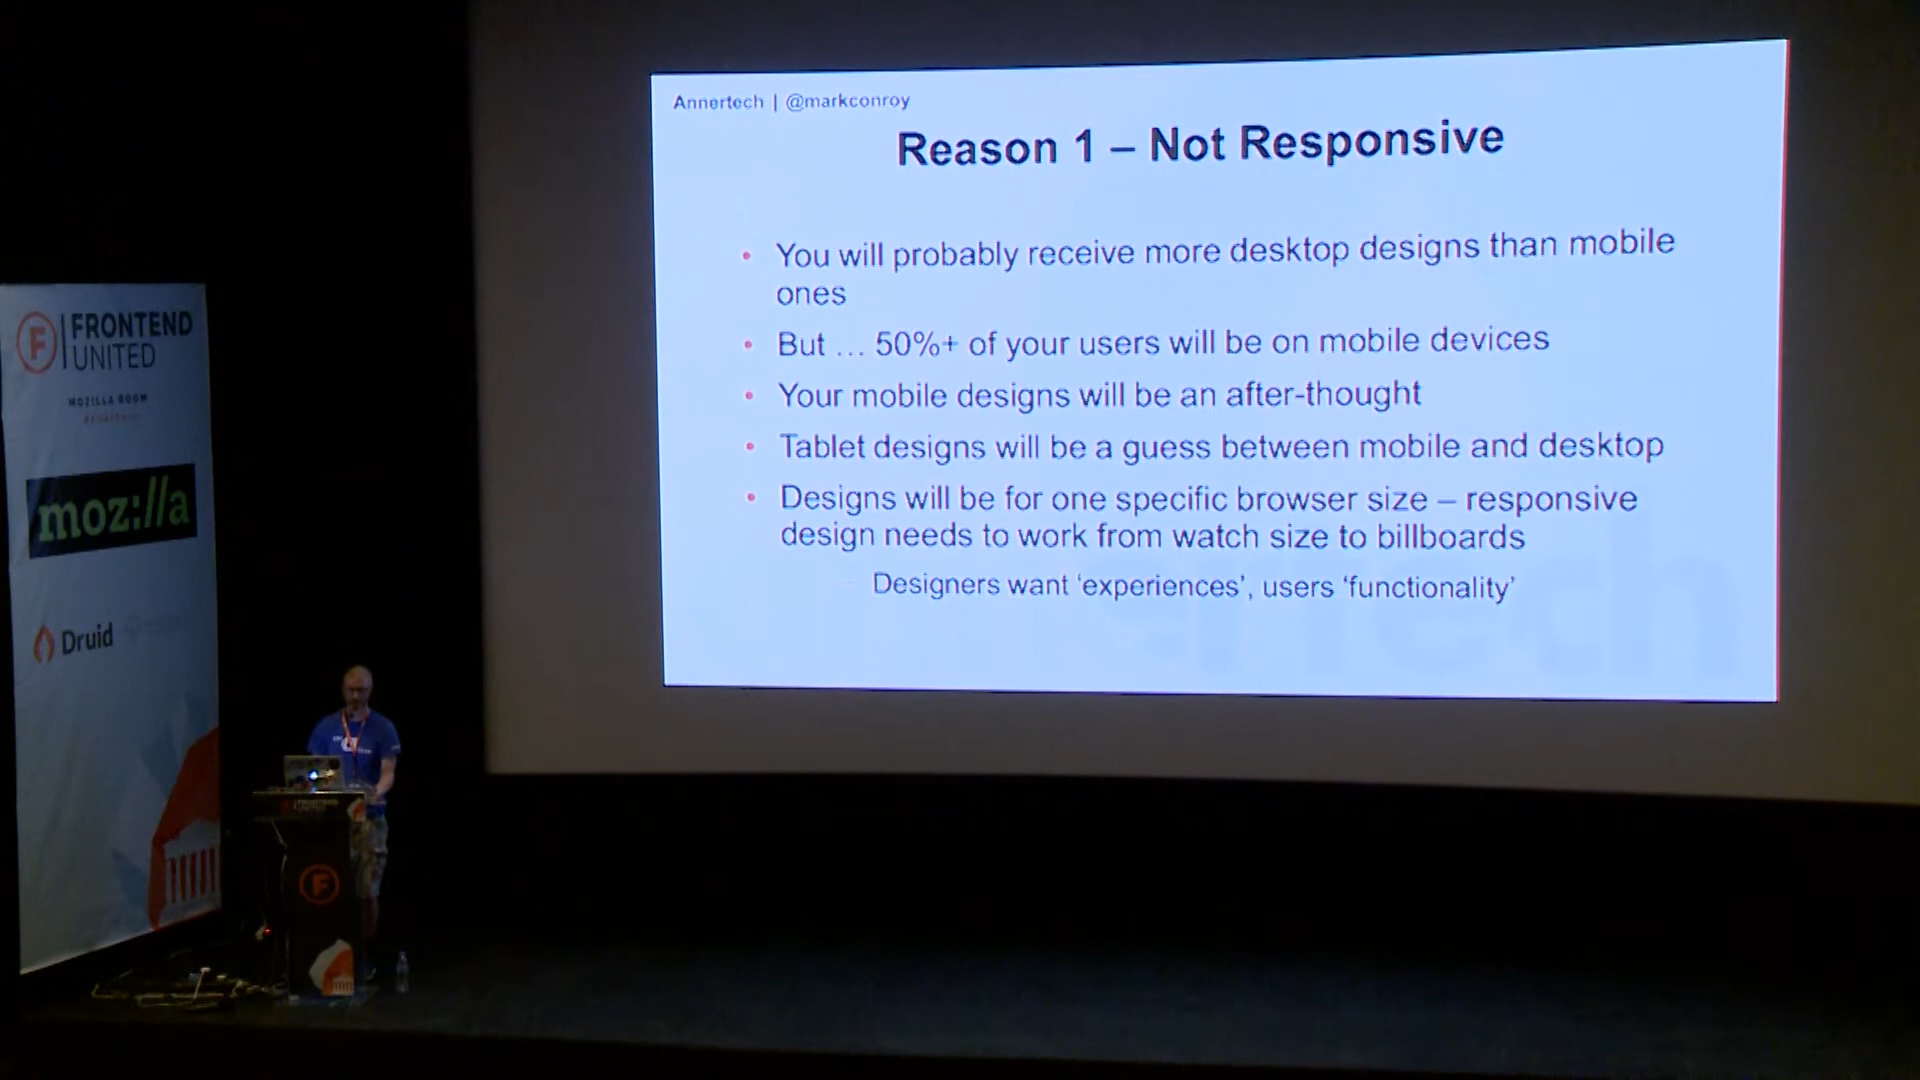 Annertech | @markconroy
Reason 1 – Not Responsive
• You will probably receive more desktop designs than mobile
ones
• But … 50%+ of your users will be on mobile devices
• Your mobile designs will be an after-thought
• Tablet designs will be a guess between mobile and desktop
• Designs will be for one specific browser size – responsive
design needs to work from watch size to billboards
– Designers want ‘experiences’, users ‘functionality’
F
FRONTEND
UNITED
MOZILLA ROOM
moz://a
Druid
FRONTEND
UNITED
F